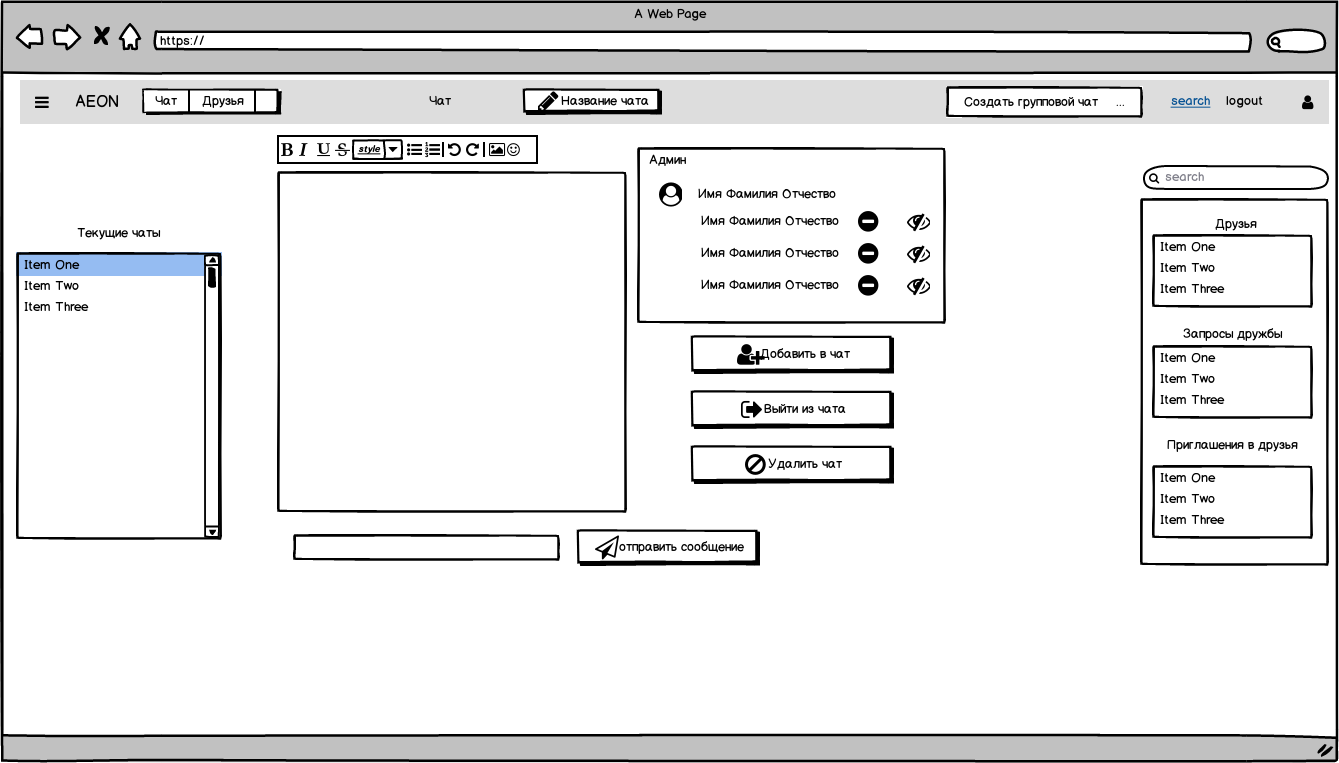 A Web Page
https://
AEON
Чат
Друзья
Чат
Название чата
Создать групповой чат ...
search
logout
B I U S style
Админ
Имя Фамилия Отчество
Имя Фамилия Отчество
Имя Фамилия Отчество
Имя Фамилия Отчество
Добавить в чат
Выйти из чата
Удалить чат
Текущие чаты
Item One
Item Two
Item Three
отправить сообщение
search
Друзья
Item One
Item Two
Item Three
Запросы дружбы
Item One
Item Two
Item Three
Приглашения в друзья
Item One
Item Two
Item Three